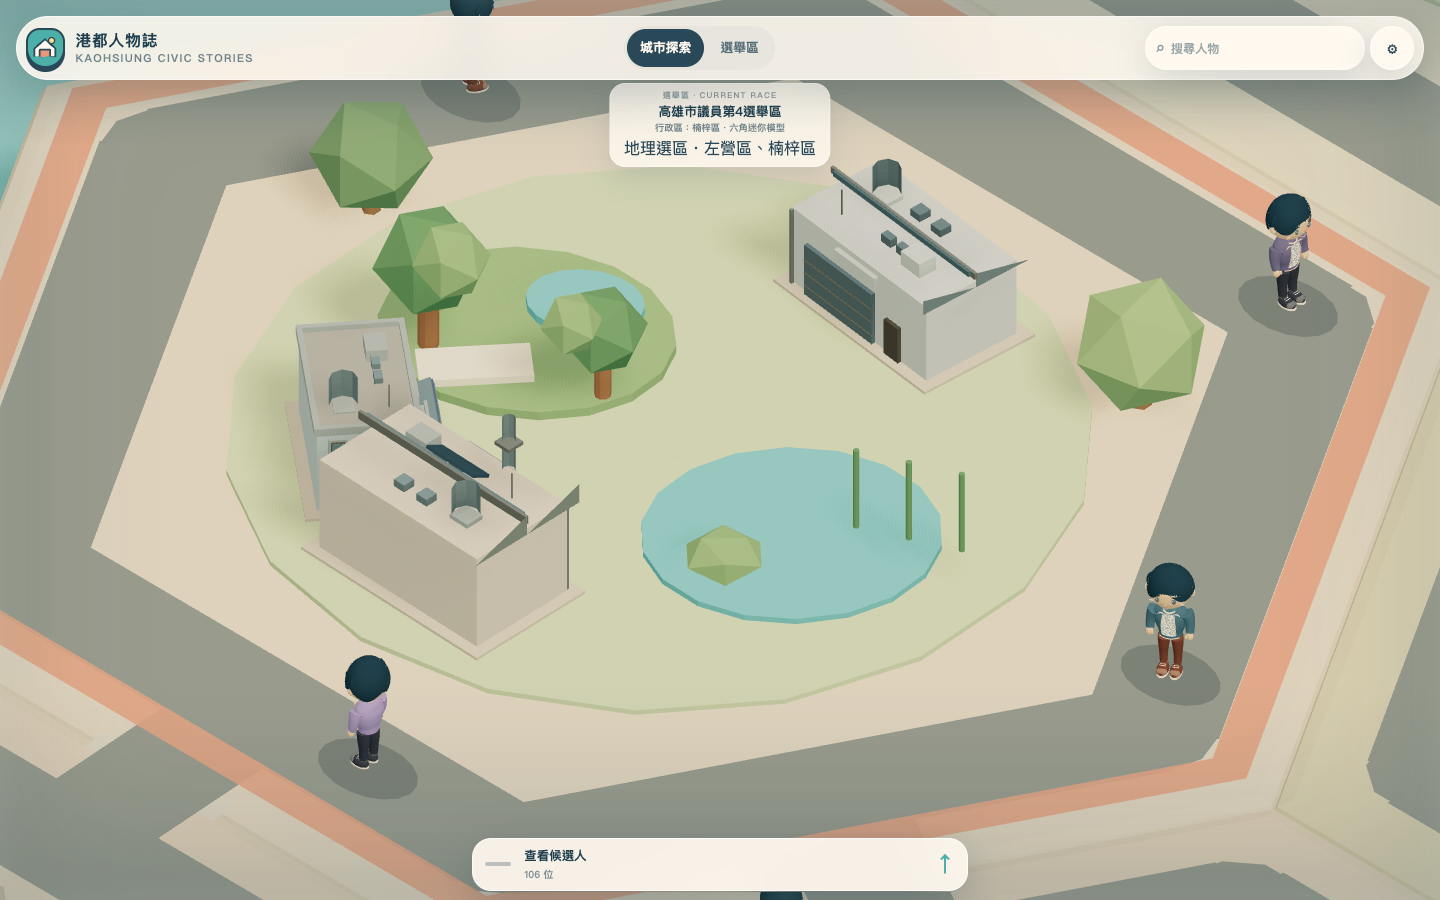 港都人物誌
KAOHSIUNG CIVIC STORIES
城市探索
選舉區
搜尋人物
選舉區 · CURRENT RACE
高雄市議員第4選舉區
行政區：楠梓區 · 六角迷你模型
地理選區 · 左營區、楠梓區
查看候選人
106 位